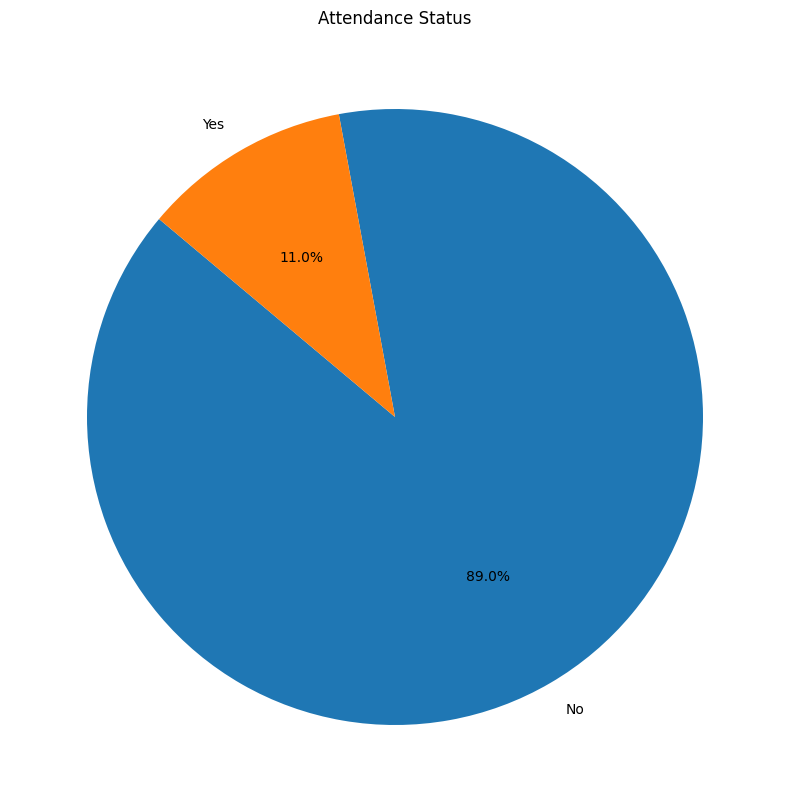 Attendance Status
Yes
11.0%
89.0%
No